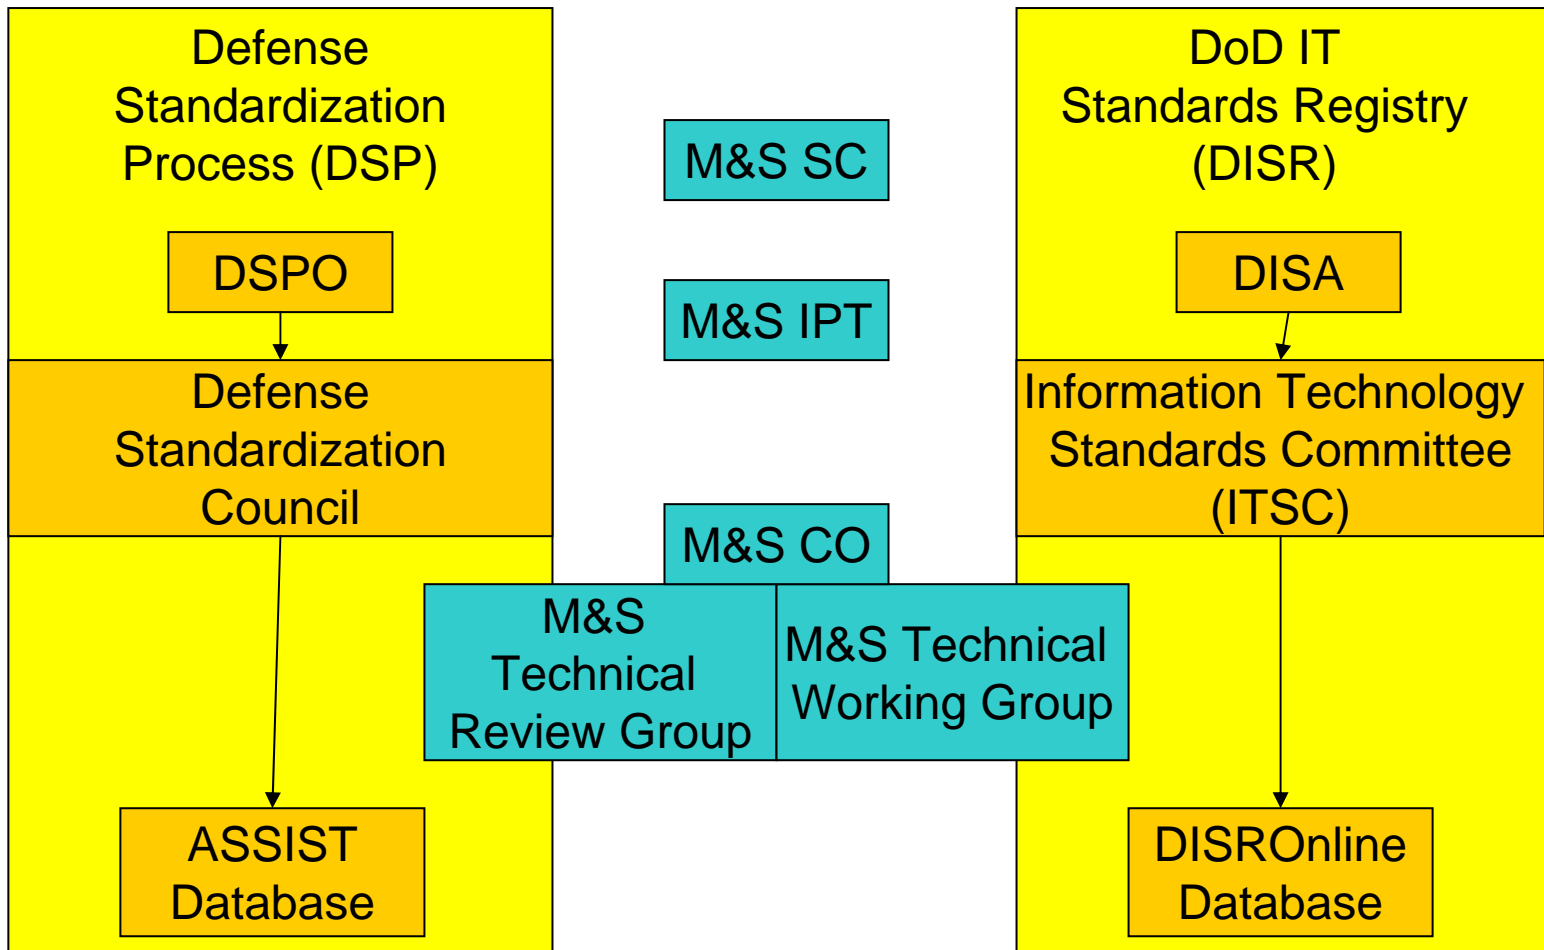 Defense
Standardization
Process (DSP)
DSPO
Defense
Standardization
Council
ASSIST
Database
M&S SC
M&S IPT
M&S CO
M&S
Technical
Review Group
M&S Technical
Working Group
DoD IT
Standards Registry
(DISR)
DISA
Information Technology
Standards Committee
(ITSC)
DISROnline
Database